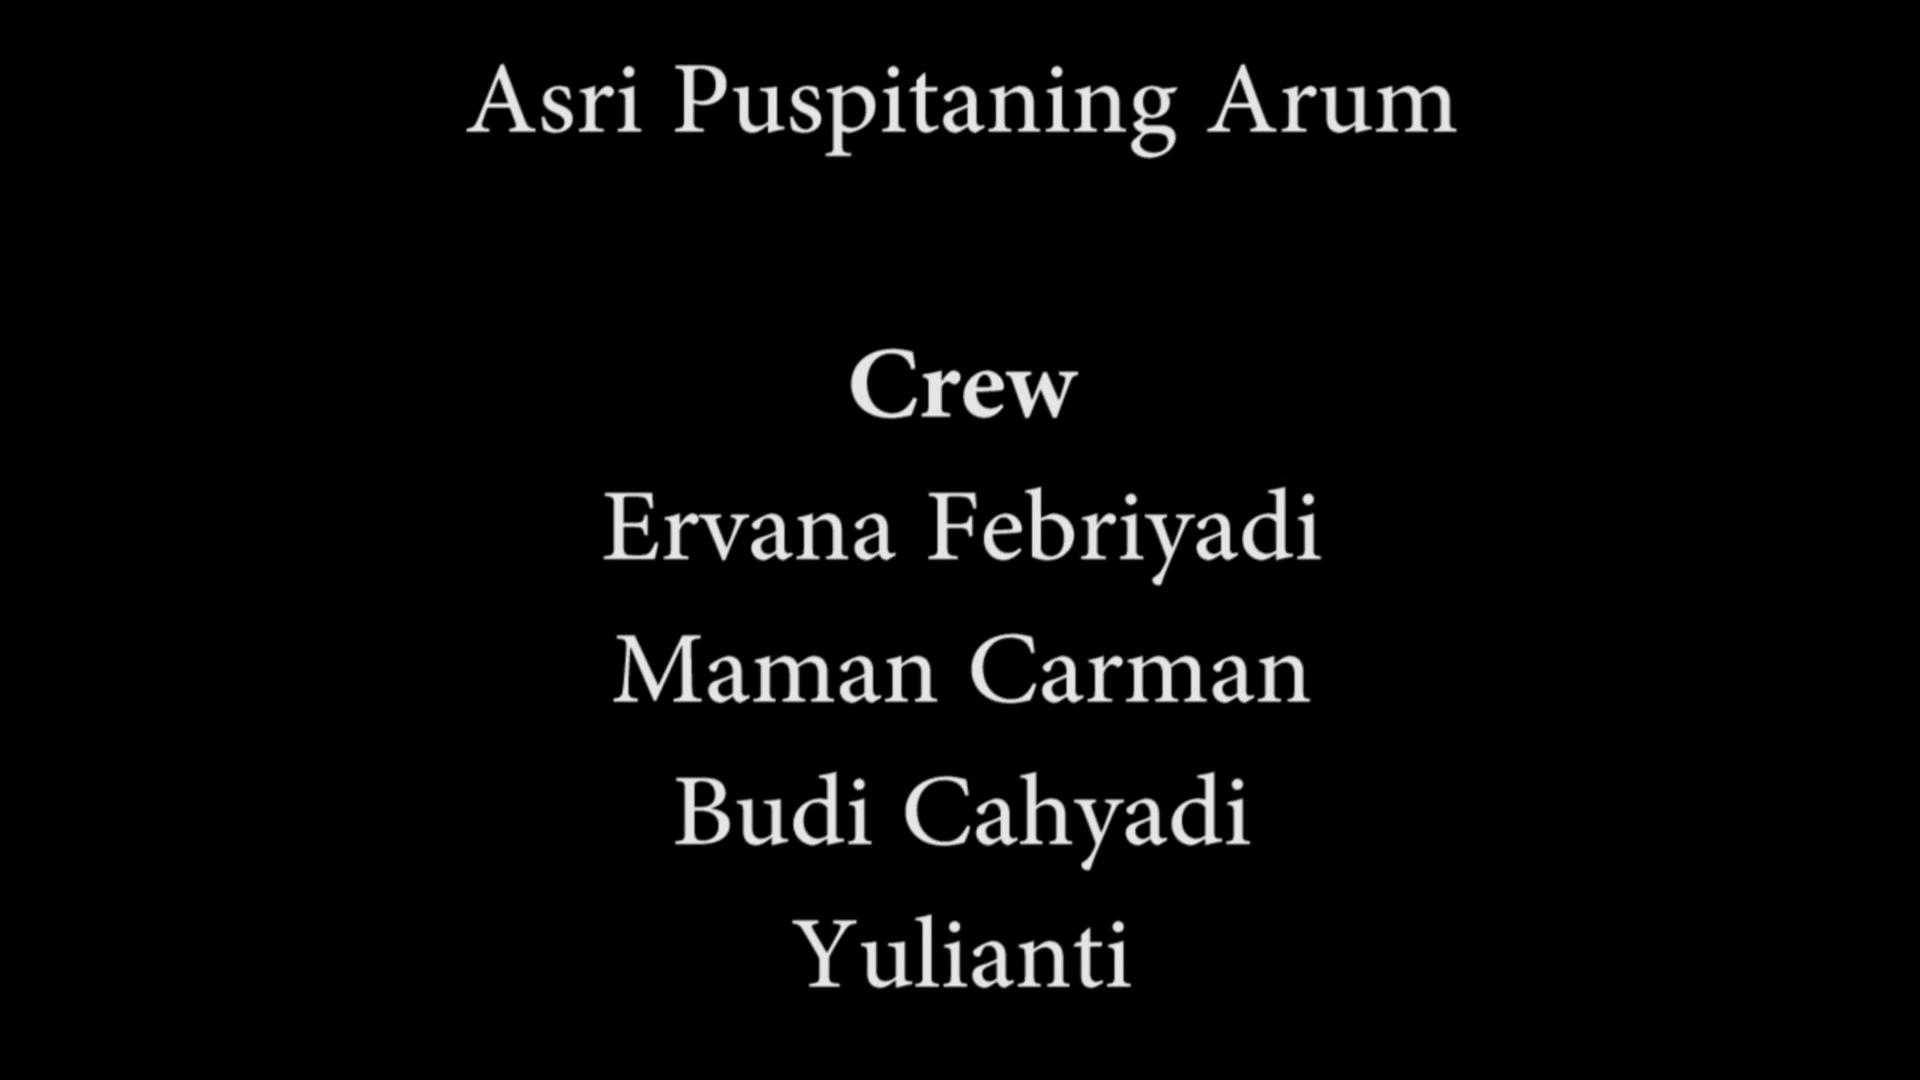 Asri Puspitaning Arum
Crew
Ervana Febriyadi
Maman Carman
Budi Cahyadi
Yulianti